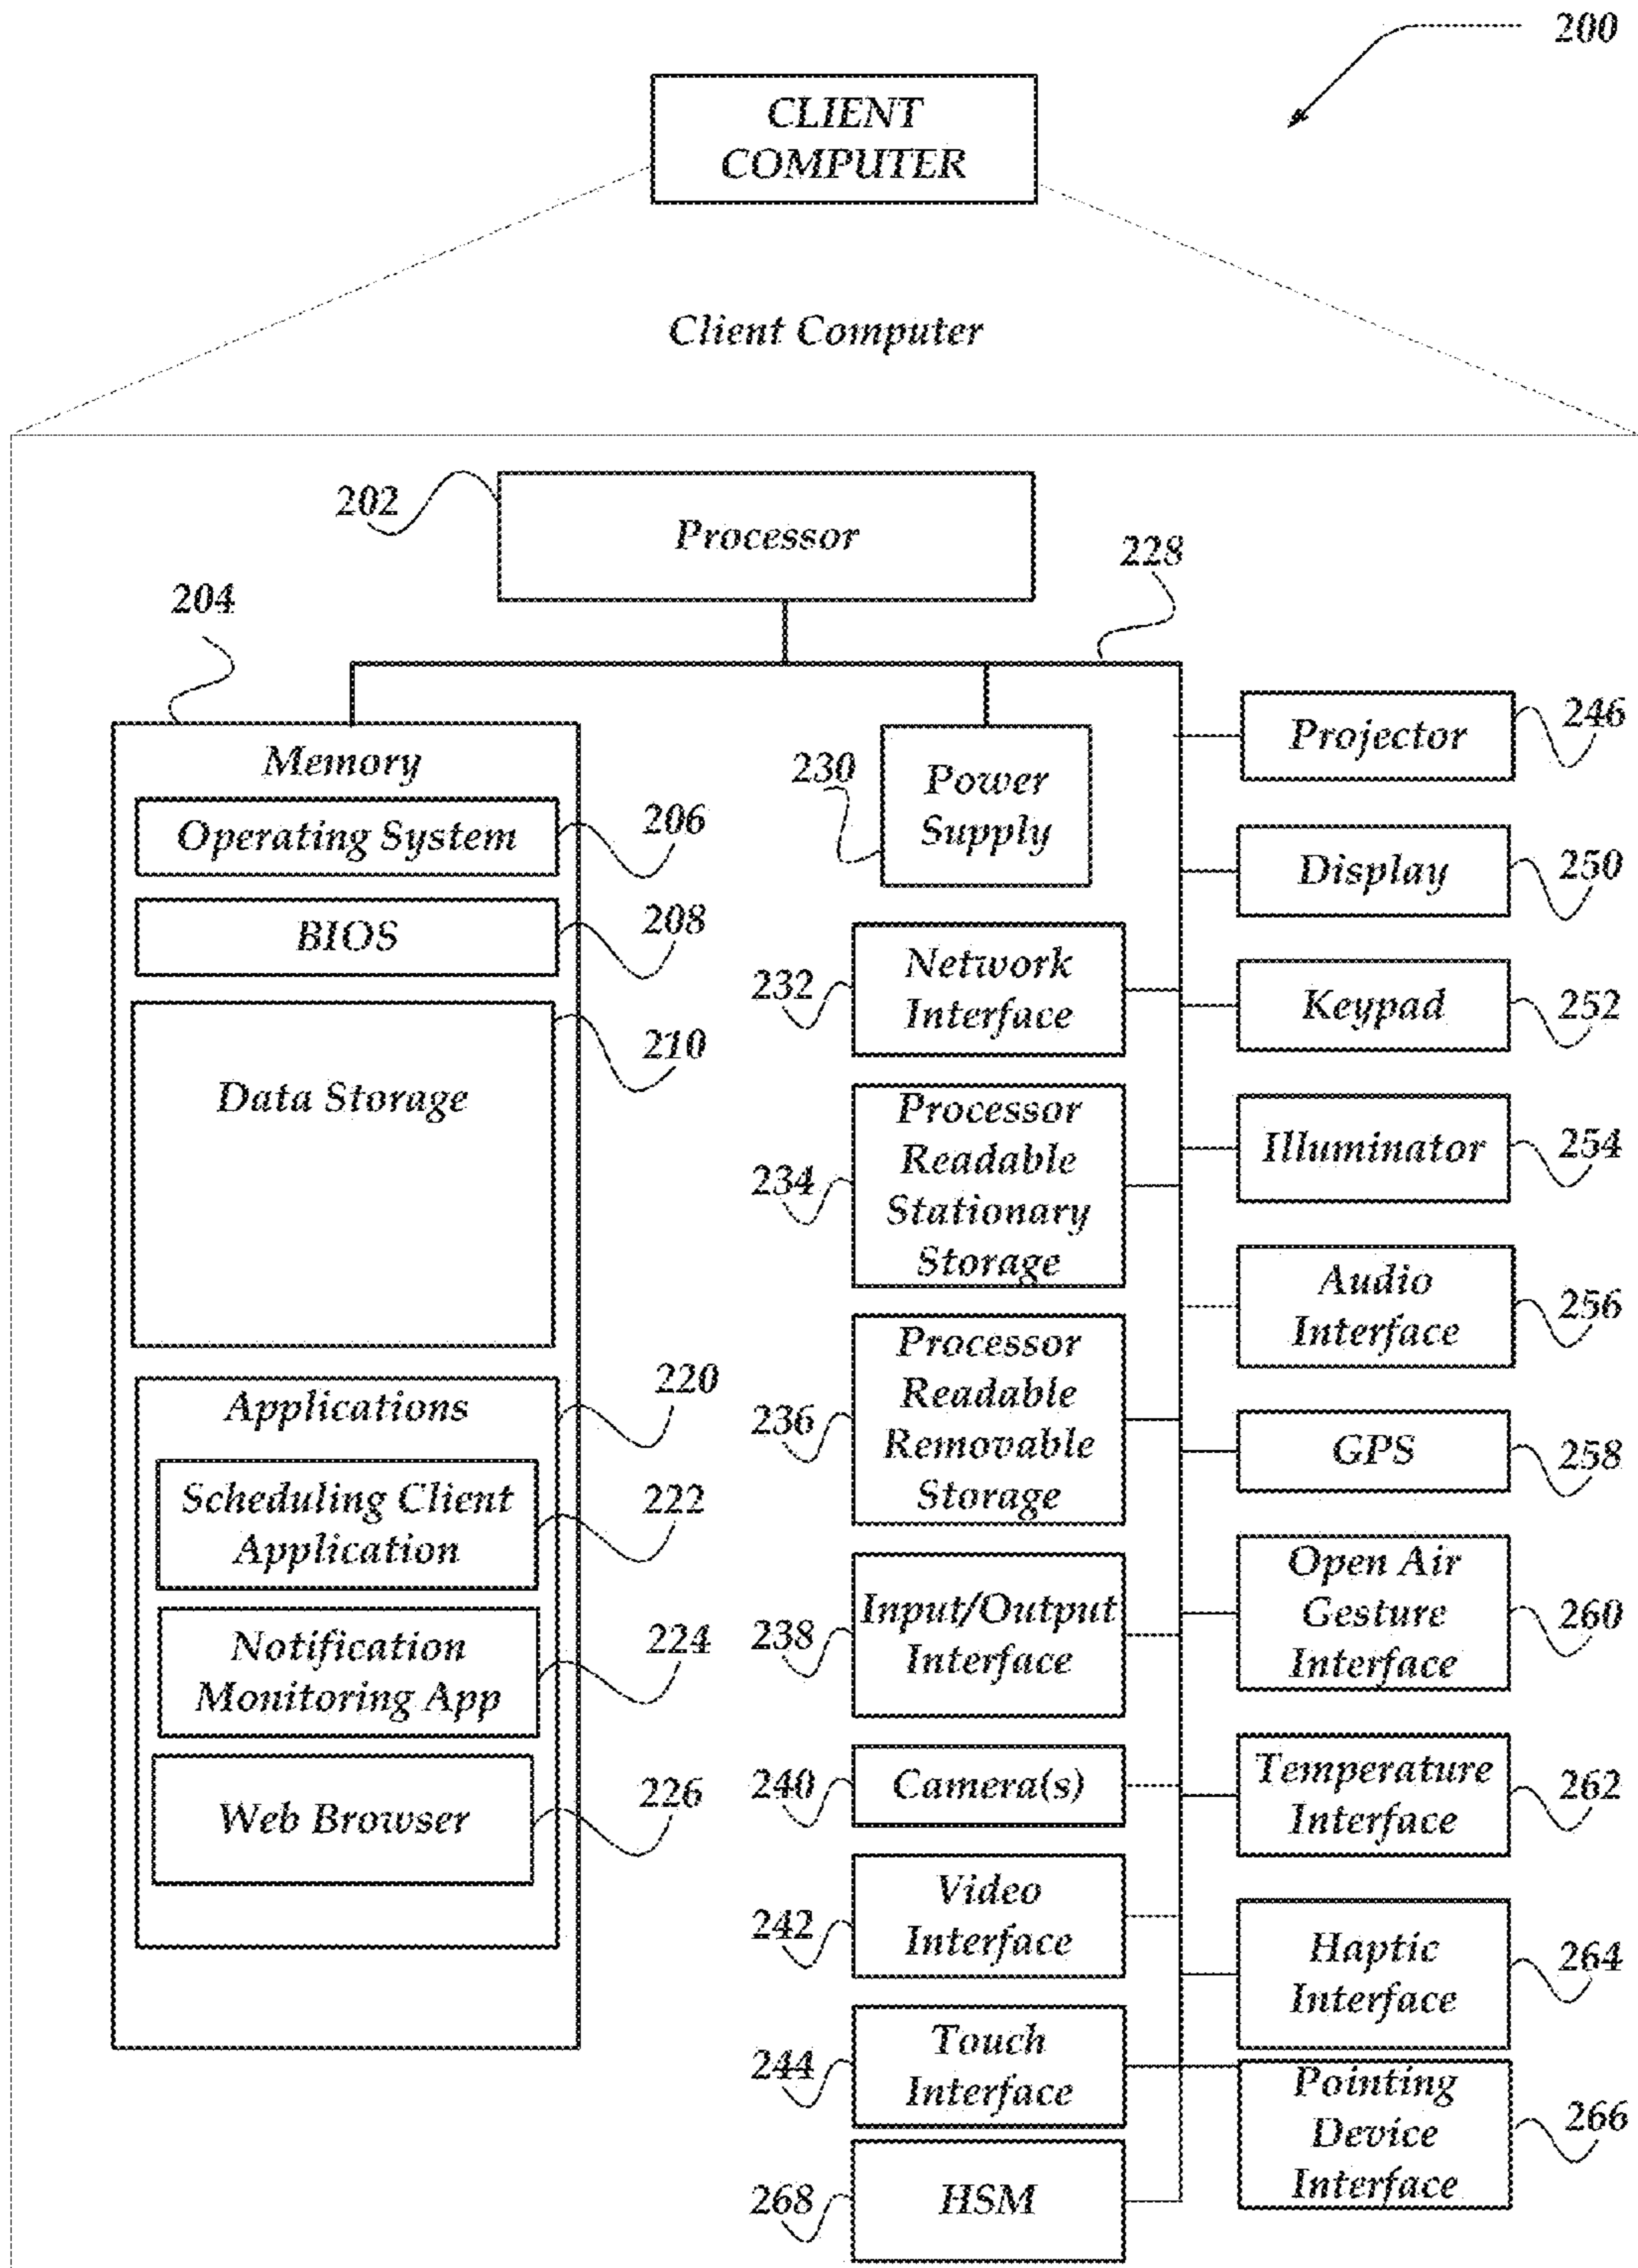 200
CLIENT
COMPUTER
Client Computer
202
Processor
228
204
Memory
Operating System
206
BIOS
208
Data Storage
210
Applications
220
Scheduling Client
Application
222
Notification
Monitoring App
224
Web Browser
226
230
Power
Supply
232
Network
Interface
234
Processor
Readable
Stationary
Storage
236
Processor
Readable
Removable
Storage
238
Input/Output
Interface
240
Camera(s)
242
Video
Interface
244
Touch
Interface
268
HSM
Projector
246
Display
250
Keypad
252
Illuminator
254
Audio
Interface
256
GPS
258
Open Air
Gesture
Interface
260
Temperature
Interface
262
Haptic
Interface
264
Pointing
Device
Interface
266